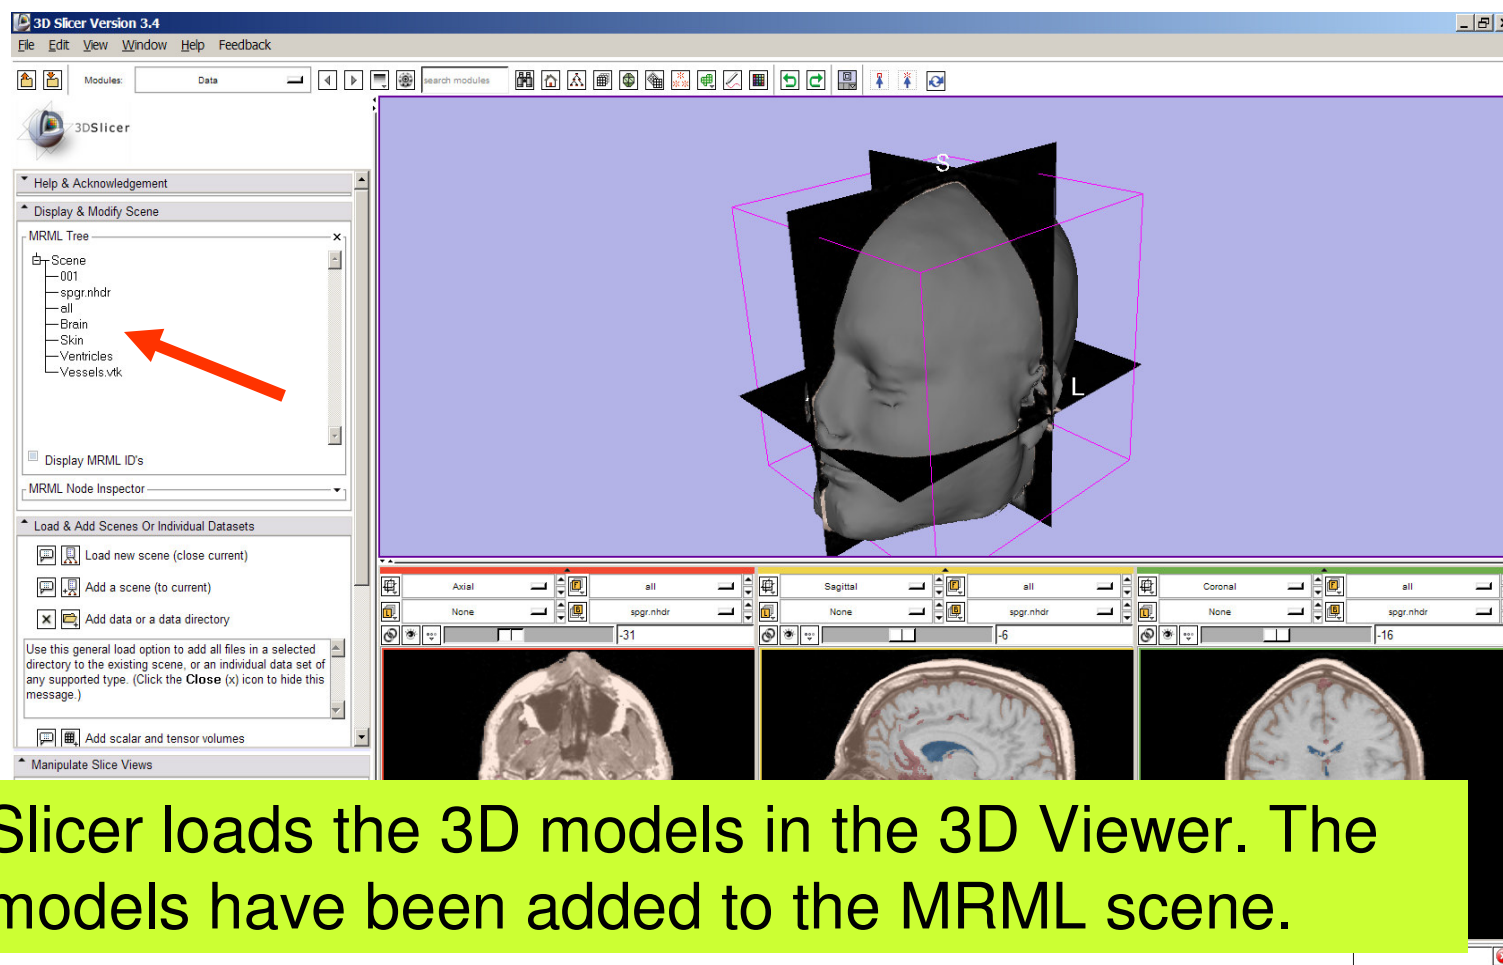 3D Slicer Version 3.4
File Edit View Window Help Feedback
Modules: Data search modules
3DSlicer
Help & Acknowledgement
Display & Modify Scene
MRML Tree
Scene
001
spgr.nhdr
all
Brain
Skin
Ventricles
Vessels.vtk
Display MRML ID's
MRML Node Inspector
Load & Add Scenes Or Individual Datasets
Load new scene (close current)
Add a scene (to current)
Add data or a data directory
Use this general load option to add all files in a selected
directory to the existing scene, or an individual data set of
any supported type. (Click the Close (x) icon to hide this
message.)
Add scalar and tensor volumes
Manipulate Slice Views
S
L
Axial all Sagittal all Coronal all
None spgr.nhdr None spgr.nhdr None spgr.nhdr
-31 -6 -16
Slicer loads the 3D models in the 3D Viewer. The
models have been added to the MRML scene.